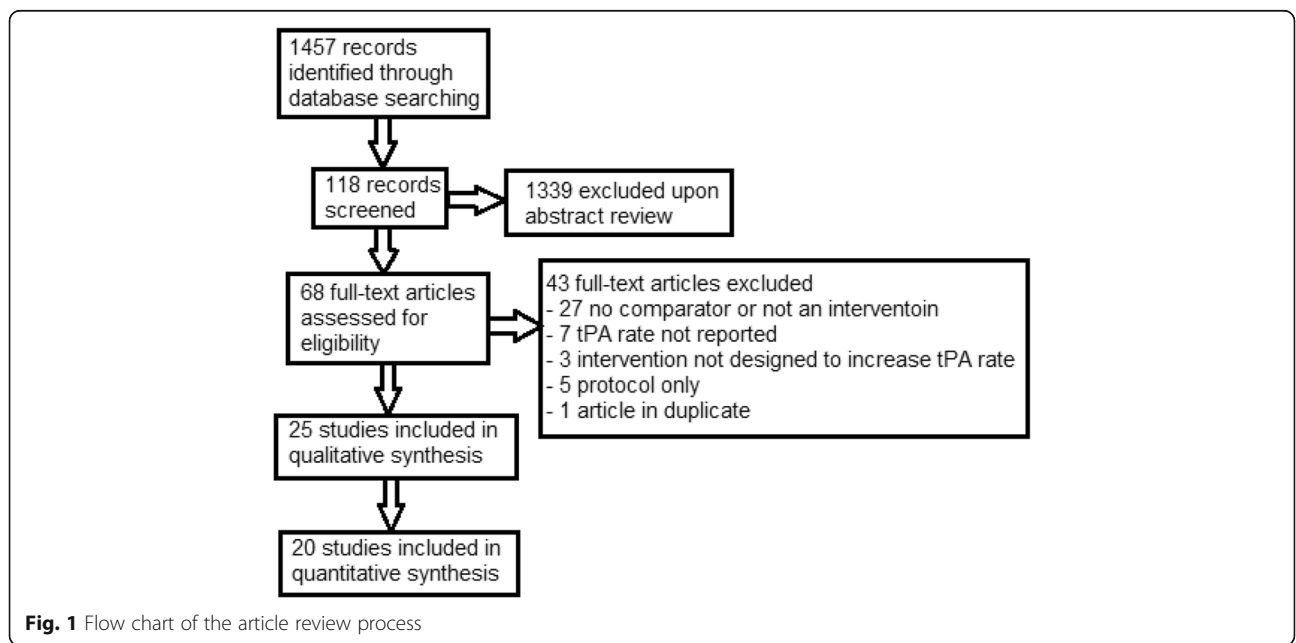 1457 records
identified through
database searching
118 records
screened
1339 excluded upon
abstract review
68 full-text articles
assessed for
eligibility
43 full-text articles excluded
- 27 no comparator or not an interventoin
- 7 tPA rate not reported
- 3 intervention not designed to increase tPA rate
- 5 protocol only
- 1 article in duplicate
25 studies included in
qualitative synthesis
20 studies included in
quantitative synthesis
Fig. 1 Flow chart of the article review process